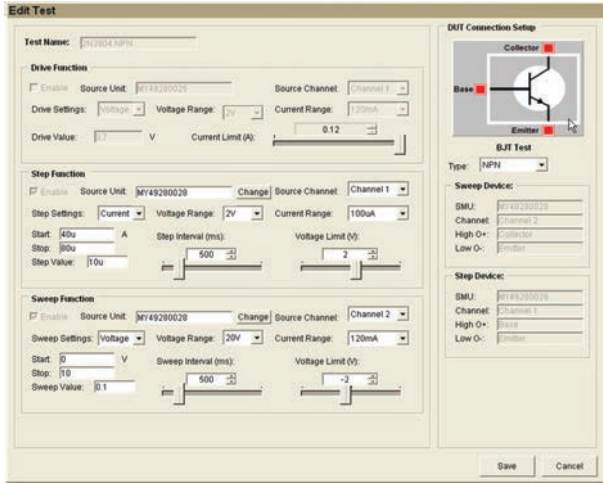 Edit Test
Test Name: 2N3904 NPN
Drive Function
Enable Source Unit: MY49280026 Source Channel: Channel 1
Drive Settings: Voltage Voltage Range: 2V Current Range: 120mA
Drive Value: 0.7 V Current Limit (A): 0.12
Step Function
Enable Source Unit: MY49280028 Change Source Channel: Channel 1
Step Settings: Current Voltage Range: 2V Current Range: 100uA
Start: 40u A Step Interval (ms): Voltage Limit (V):
Stop: 80u 500 2
Step Value: 10u
Sweep Function
Enable Source Unit: MY49280028 Change Source Channel: Channel 2
Sweep Settings: Voltage Voltage Range: 20V Current Range: 120mA
Start: 0 V Sweep Interval (ms): Voltage Limit (V):
Stop: 10 500 -2
Sweep Value: 0.1
DUT Connection Setup
Collector
Base
Emitter
BJT Test
Type: NPN
Sweep Device:
SMU: MY49280028
Channel: Channel 2
High O+: Collector
Low O-: Emitter
Step Device:
SMU: MY49280028
Channel: Channel 1
High O+: Base
Low O-: Emitter
Save Cancel